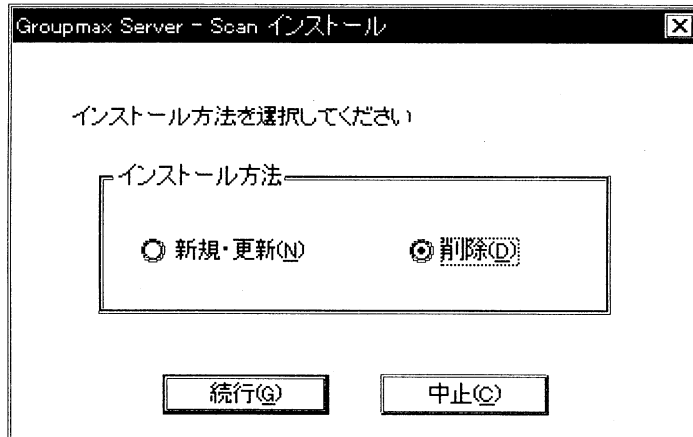 Groupmax Server - Scan インストール
インストール方法を選択してください
インストール方法
新規・更新(N)
削除(D)
続行(G)
中止(C)